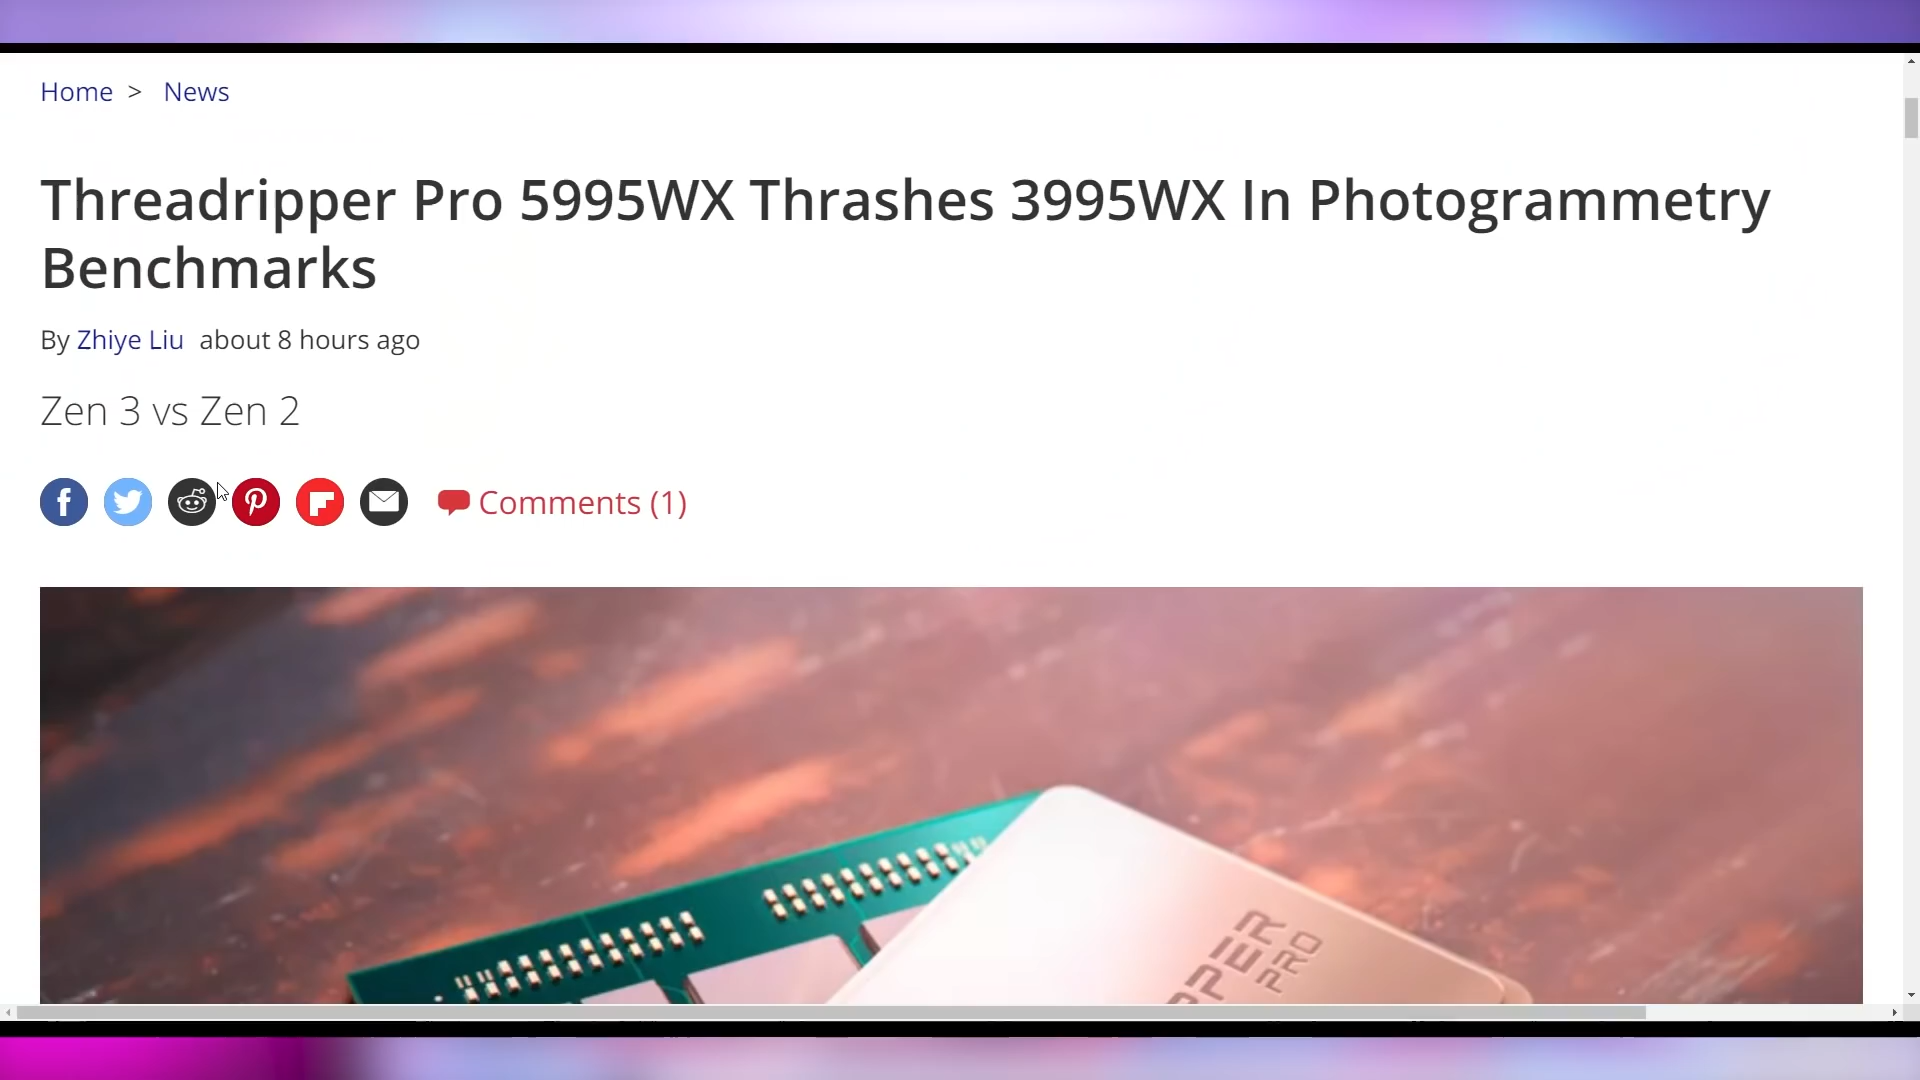 Home > News
Threadripper Pro 5995WX Thrashes 3995WX In Photogrammetry
Benchmarks
By Zhiye Liu about 8 hours ago
Zen 3 vs Zen 2
Comments (1)
PRO